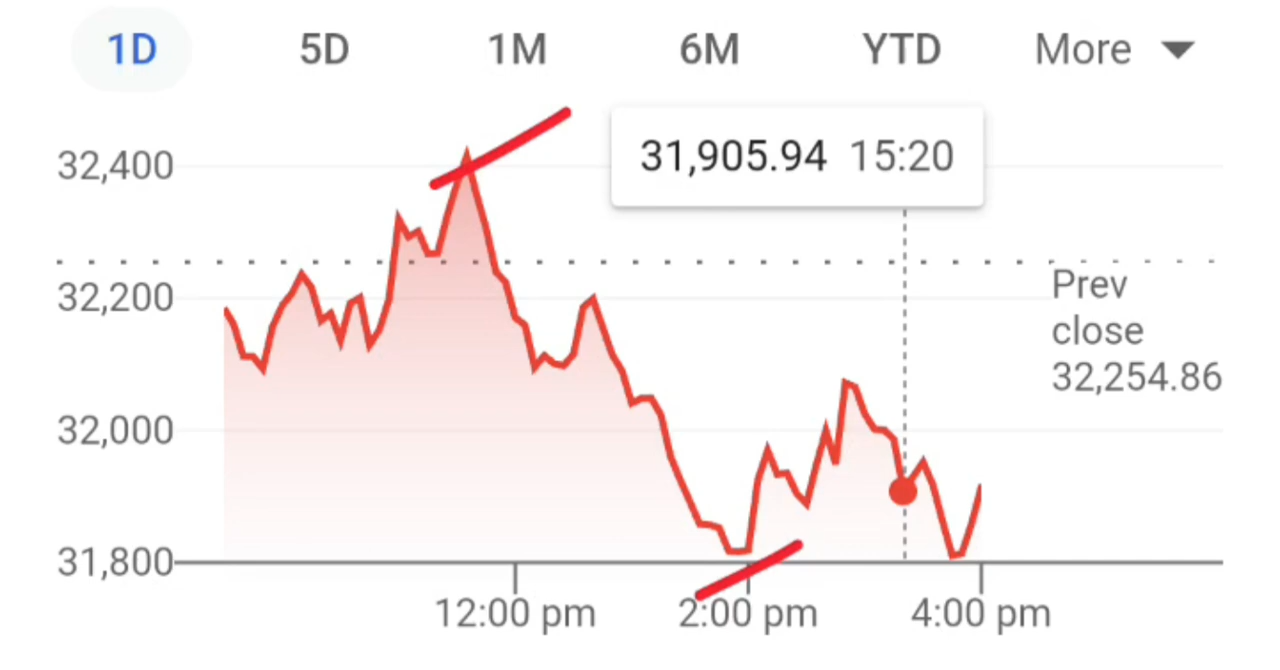 1D 5D 1M 6M YTD More
31,905.94 15:20
32,400
32,200
32,000
31,800
Prev
close
32,254.86
12:00 pm 2:00 pm 4:00 pm